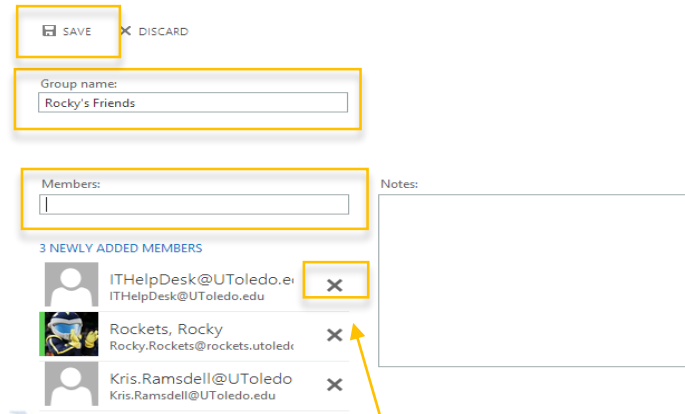 SAVE DISCARD
Group name:
Rocky's Friends
Members:
Notes:
3 NEWLY ADDED MEMBERS
ITHelpDesk@UToledo.e
ITHelpDesk@UToledo.edu
Rockets, Rocky
Rocky.Rockets@rockets.utoled
Kris.Ramsdell@UToledo
Kris.Ramsdell@UToledo.edu